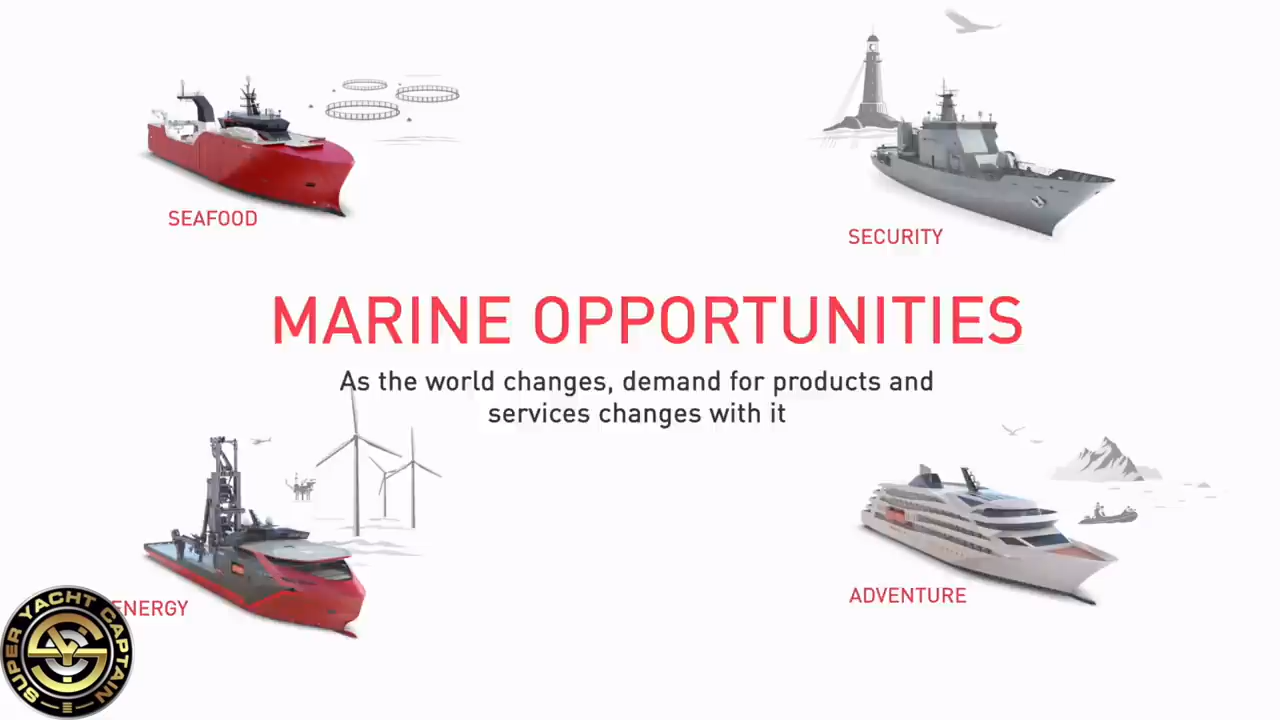 SEAFOOD
SECURITY
MARINE OPPORTUNITIES
As the world changes, demand for products and
services changes with it
ENERGY
ADVENTURE
SUPER YACHT CAPTAIN
SY